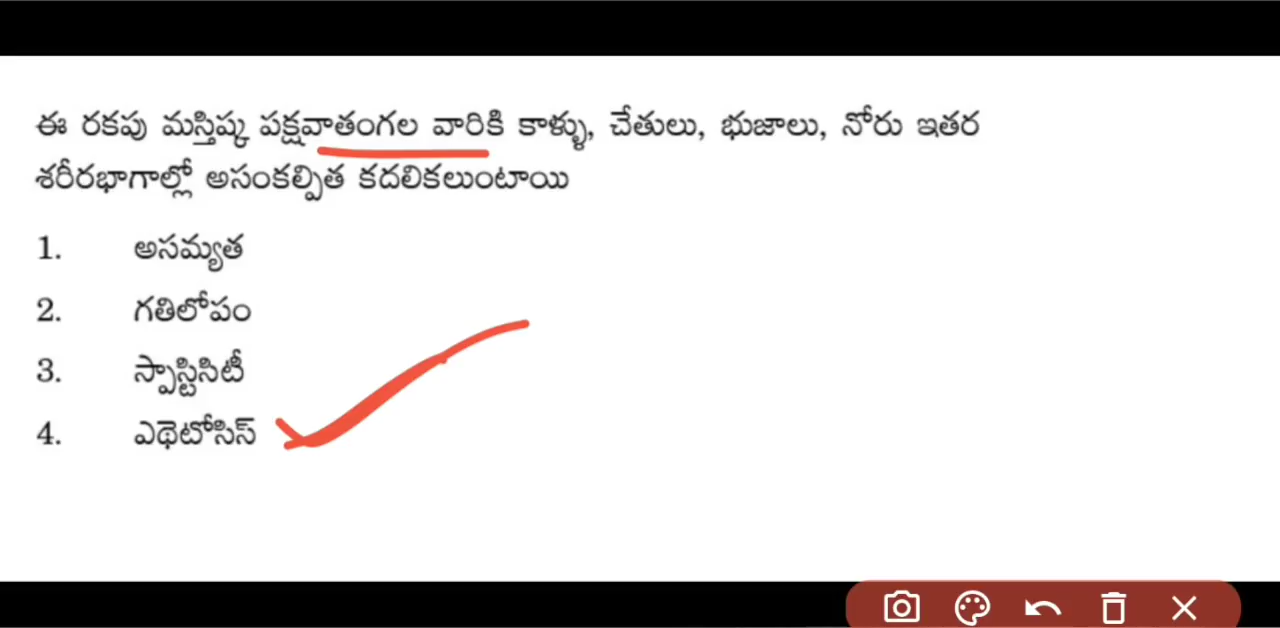 ఈ రకపు మస్తిష్క పక్షవాతంగల వారికి కాళ్ళు, చేతులు, భుజాలు, నోరు ఇతర
శరీరభాగాల్లో అసంకల్పిత కదలికలుంటాయి
1. అసమ్యత
2. గతిలోపం
3. స్పాస్టిసిటీ
4. ఎథెటోసిస్